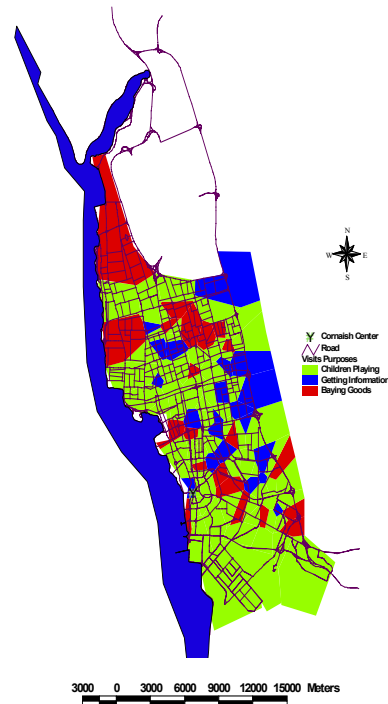 N
W E
S
Cornaish Center
Road
Visits Purposes
Children Playing
Getting Information
Baying Goods
3000 0 3000 6000 9000 12000 15000 Meters